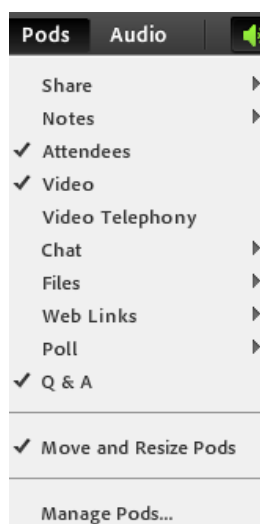 Pods Audio
Share
Notes
Attendees
Video
Video Telephony
Chat
Files
Web Links
Poll
Q & A
Move and Resize Pods
Manage Pods...